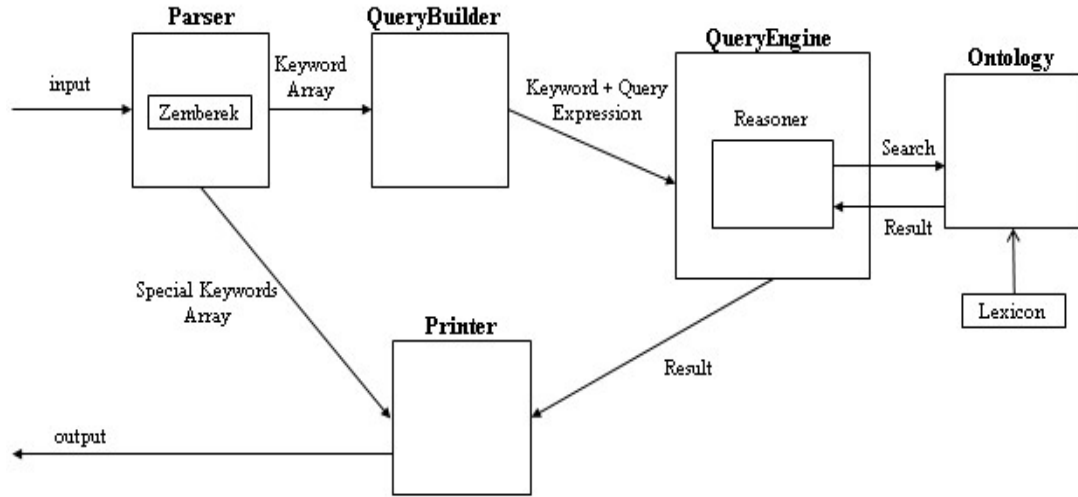 Parser
QueryBuilder
QueryEngine
Ontology
input
Zemberek
Keyword
Array
Keyword + Query
Expression
Reasoner
Search
Result
Lexicon
Special Keywords
Array
Printer
Result
output